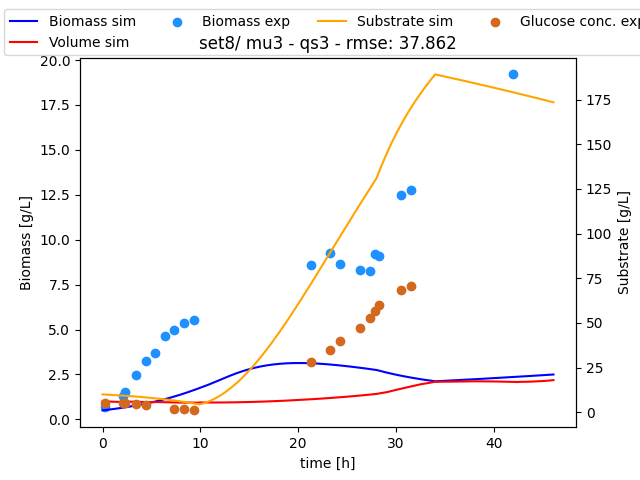 Biomass sim Biomass exp Substrate sim Glucose conc. exp
Volume sim
set8/ mu3 - qs3 - rmse: 37.862
20.0
17.5
15.0
12.5
10.0
7.5
5.0
2.5
0.0
Biomass [g/L]
175
150
125
100
75
50
25
0
Substrate [g/L]
0 10 20 30 40
time [h]